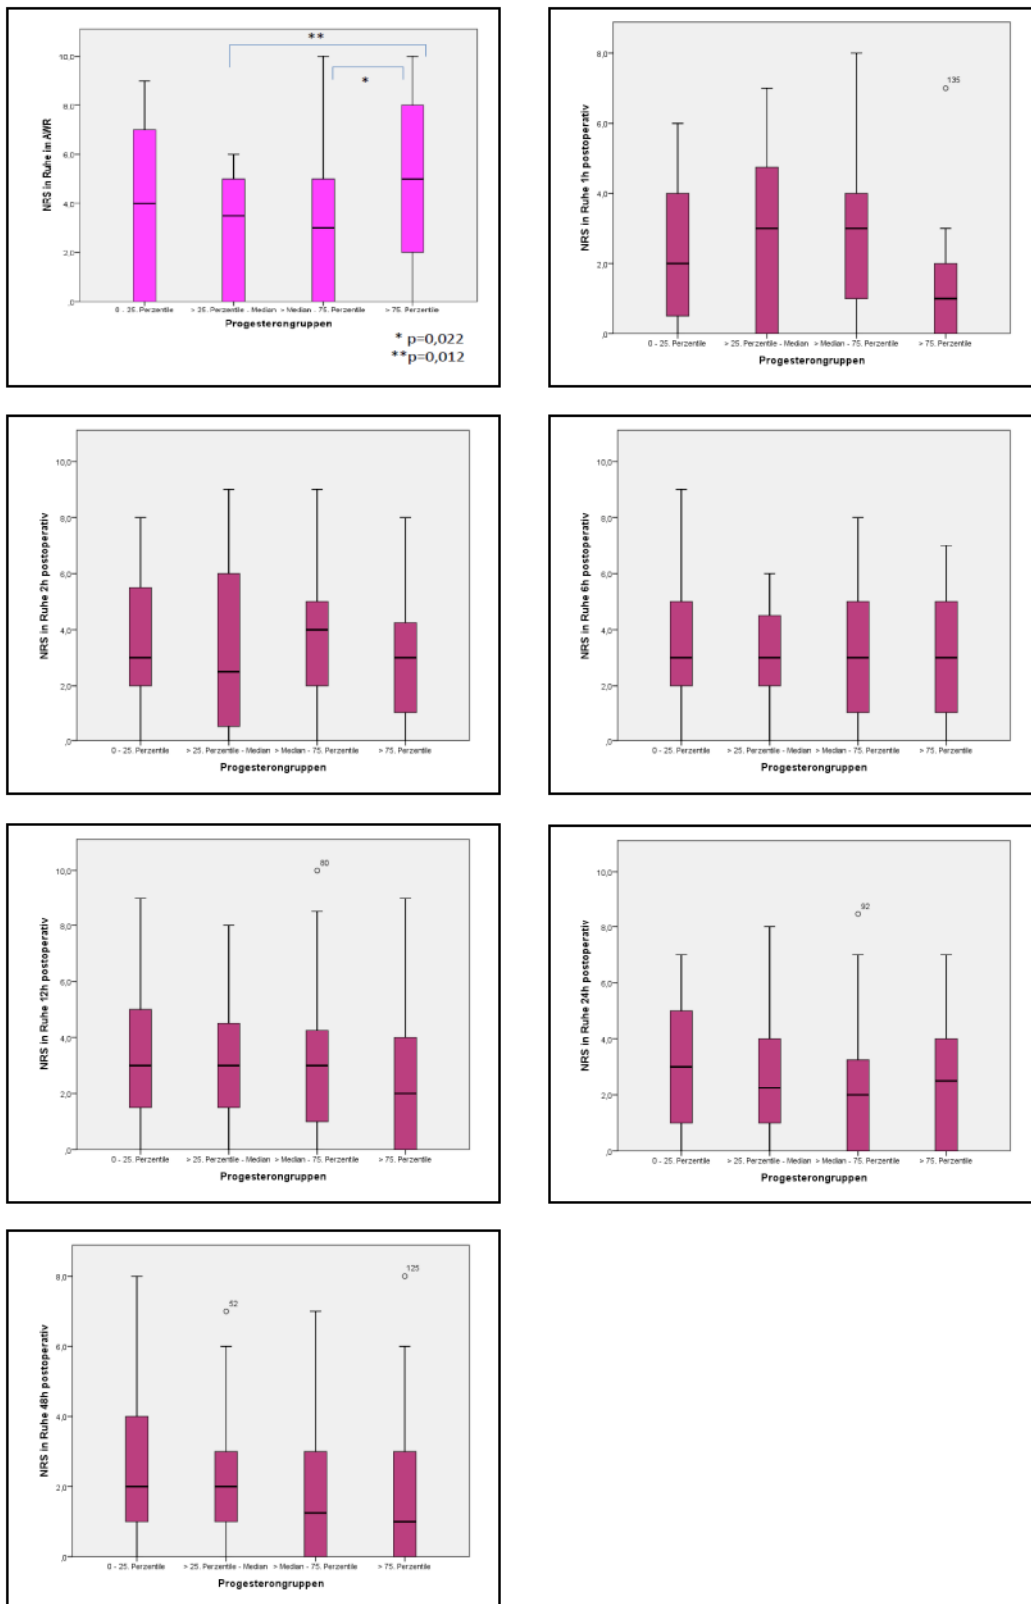 **
*
10,0
8,0
6,0
4,0
2,0
,0
NRS in Ruhe im AWR
0 - 25. Perzentile
> 25. Perzentile - Median
> Median - 75. Perzentile
> 75. Perzentile
Progesterongruppen
* p=0,022
**p=0,012
135
8,0
6,0
4,0
2,0
,0
NRS in Ruhe 1h postoperativ
0 - 25. Perzentile
> 25. Perzentile - Median
> Median - 75. Perzentile
> 75. Perzentile
Progesterongruppen
10,0
8,0
6,0
4,0
2,0
,0
NRS in Ruhe 2h postoperativ
0 - 25. Perzentile
> 25. Perzentile - Median
> Median - 75. Perzentile
> 75. Perzentile
Progesterongruppen
10,0
8,0
6,0
4,0
2,0
,0
NRS in Ruhe 6h postoperativ
0 - 25. Perzentile
> 25. Perzentile - Median
> Median - 75. Perzentile
> 75. Perzentile
Progesterongruppen
80
10,0
8,0
6,0
4,0
2,0
,0
NRS in Ruhe 12h postoperativ
0 - 25. Perzentile
> 25. Perzentile - Median
> Median - 75. Perzentile
> 75. Perzentile
Progesterongruppen
92
10,0
8,0
6,0
4,0
2,0
,0
NRS in Ruhe 24h postoperativ
0 - 25. Perzentile
> 25. Perzentile - Median
> Median - 75. Perzentile
> 75. Perzentile
Progesterongruppen
125
52
8,0
6,0
4,0
2,0
,0
NRS in Ruhe 48h postoperativ
0 - 25. Perzentile
> 25. Perzentile - Median
> Median - 75. Perzentile
> 75. Perzentile
Progesterongruppen